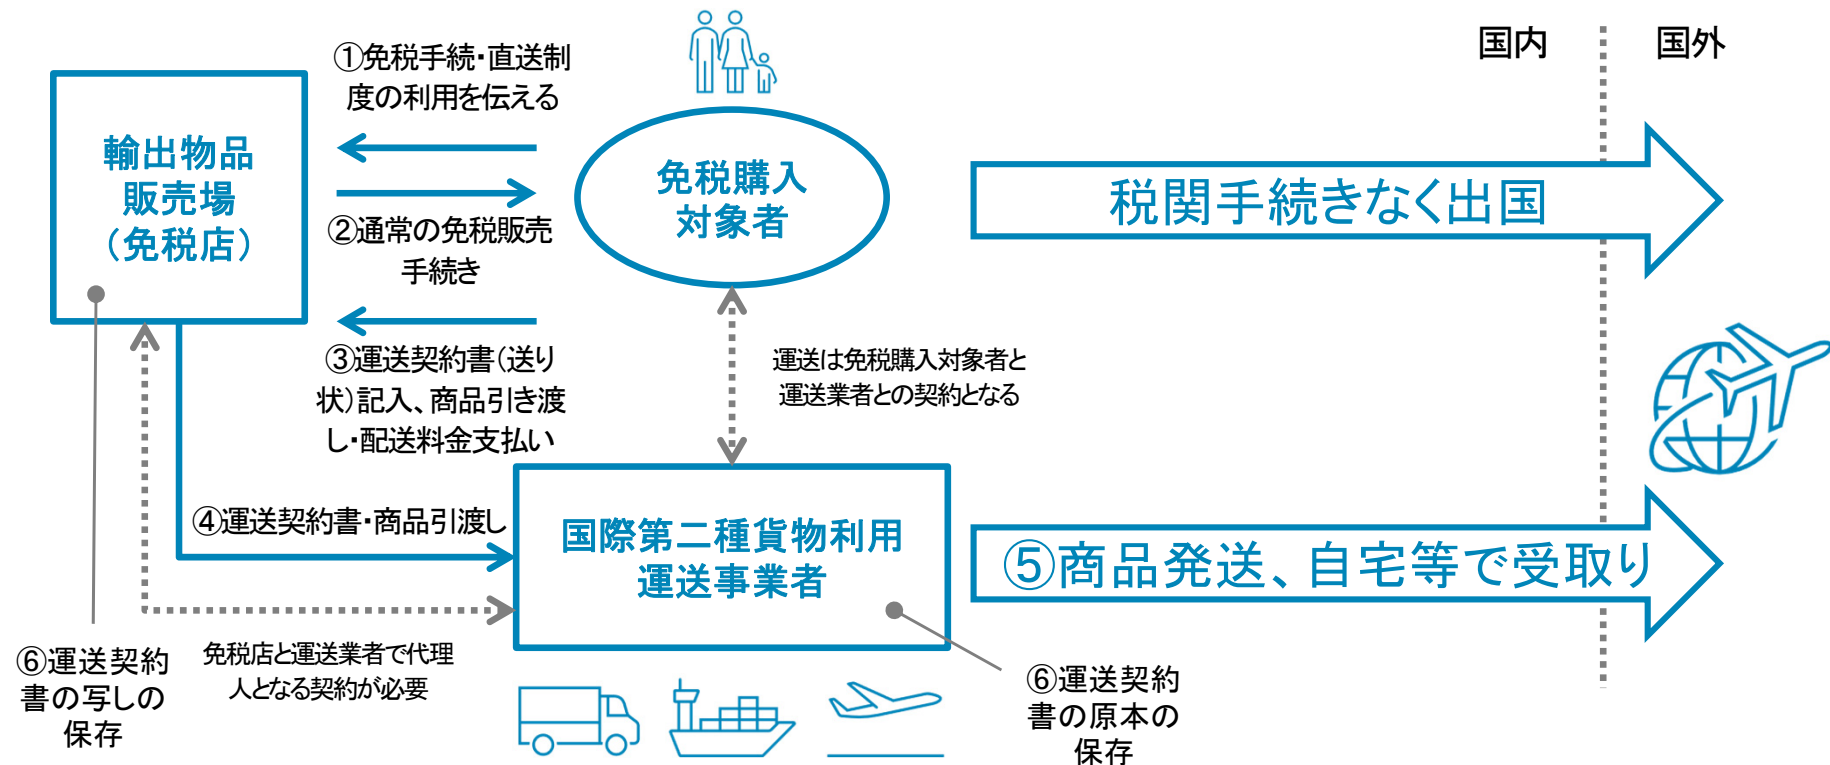 ①免税手続・直送制
度の利用を伝える
国内
国外
輸出物品
販売場
（免税店）
免税購入
対象者
税関手続きなく出国
②通常の免税販売
手続き
③運送契約書（送り
状）記入、商品引き渡
し・配送料金支払い
運送は免税購入対象者と
運送業者との契約となる
④運送契約書・商品引渡し
国際第二種貨物利用
運送事業者
⑤商品発送、自宅等で受取り
⑥運送契約
書の写しの
保存
免税店と運送業者で代理
人となる契約が必要
⑥運送契約
書の原本の
保存